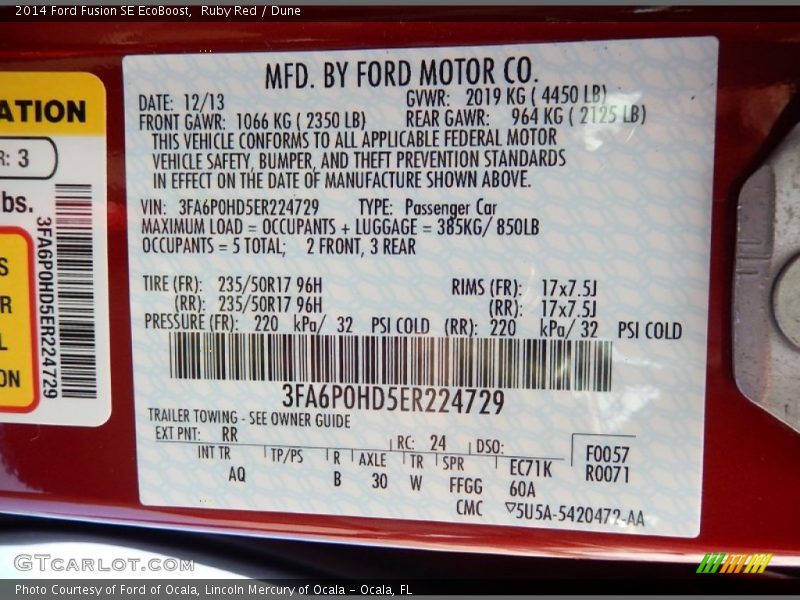 2014 Ford Fusion SE EcoBoost, Ruby Red / Dune
MFD. BY FORD MOTOR CO.
DATE: 12/13 GVWR: 2019 KG ( 4450 LB)
FRONT GAWR: 1066 KG ( 2350 LB) REAR GAWR: 964 KG ( 2125 LB)
THIS VEHICLE CONFORMS TO ALL APPLICABLE FEDERAL MOTOR
VEHICLE SAFETY, BUMPER, AND THEFT PREVENTION STANDARDS
IN EFFECT ON THE DATE OF MANUFACTURE SHOWN ABOVE.
VIN: 3FA6P0HD5ER224729 TYPE: Passenger Car
MAXIMUM LOAD = OCCUPANTS + LUGGAGE = 385KG/ 850LB
OCCUPANTS = 5 TOTAL; 2 FRONT, 3 REAR
TIRE (FR): 235/50R17 96H RIMS (FR): 17x7.5J
(RR): 235/50R17 96H (RR): 17x7.5J
PRESSURE (FR): 220 kPa/ 32 PSI COLD (RR): 220 kPa/ 32 PSI COLD
3FA6P0HD5ER224729
TRAILER TOWING - SEE OWNER GUIDE
EXT PNT: RR RC: 24 DSO: F0057
INT TR TP/PS R AXLE TR SPR EC71K R0071
AQ B 30 W FFGG 60A
CMC ▽5U5A-5420472-AA
ATION
R: 3
bs.
3FA6P0HD5ER224729
S
R
L
ON
GTCARLOT.COM
Photo Courtesy of Ford of Ocala, Lincoln Mercury of Ocala - Ocala, FL